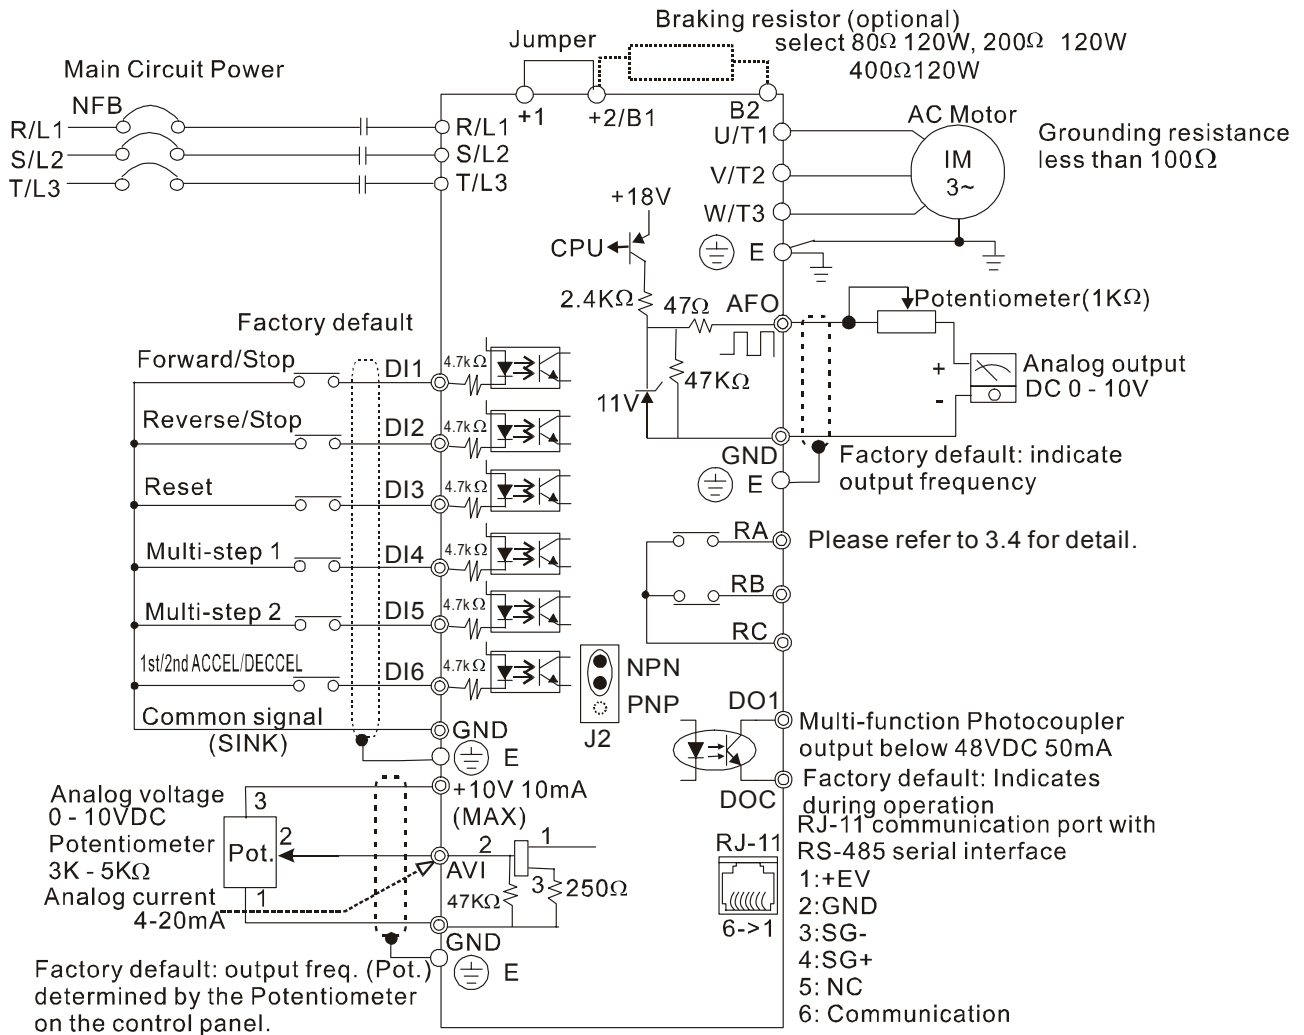 Braking resistor (optional)
select 80Ω 120W, 200Ω 120W
400Ω120W
Jumper
Main Circuit Power
NFB
+1
+2/B1
B2
R/L1
R/L1
S/L2
S/L2
T/L3
T/L3
U/T1
V/T2
W/T3
E
AC Motor
IM
3~
Grounding resistance
less than 100Ω
+18V
CPU
2.4KΩ
47Ω
AFO
47KΩ
11V
Potentiometer(1KΩ)
+
-
Analog output
DC 0 - 10V
GND
E
Factory default: indicate
output frequency
Factory default
Forward/Stop
DI1
4.7kΩ
Reverse/Stop
DI2
4.7kΩ
Reset
DI3
4.7kΩ
Multi-step 1
DI4
4.7kΩ
Multi-step 2
DI5
4.7kΩ
1st/2nd ACCEL/DECCEL
DI6
4.7kΩ
Common signal
(SINK)
GND
E
NPN
PNP
J2
RA
RB
RC
Please refer to 3.4 for detail.
DO1
DOC
Multi-function Photocoupler
output below 48VDC 50mA
Factory default: Indicates
during operation
RJ-11 communication port with
RS-485 serial interface
RJ-11
6->1
1:+EV
2:GND
3:SG-
4:SG+
5: NC
6: Communication
+10V 10mA
(MAX)
Analog voltage
0 - 10VDC
Potentiometer
3K - 5KΩ
Analog current
4-20mA
3
Pot.
2
1
AVI
2
1
3
47KΩ
250Ω
GND
E
Factory default: output freq. (Pot.)
determined by the Potentiometer
on the control panel.